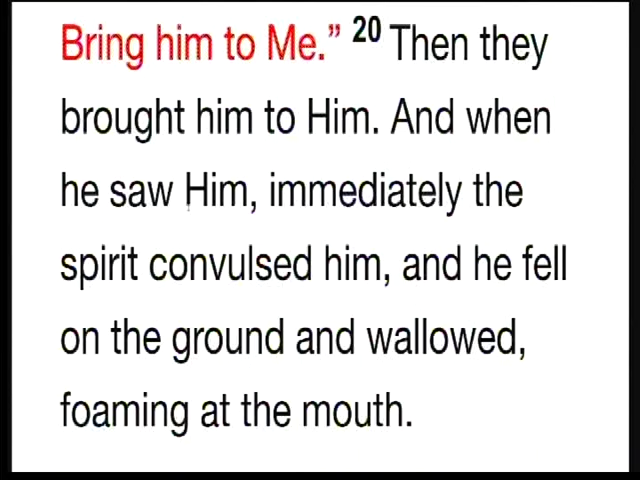 Bring him to Me.” 20 Then they
brought him to Him. And when
he saw Him, immediately the
spirit convulsed him, and he fell
on the ground and wallowed,
foaming at the mouth.